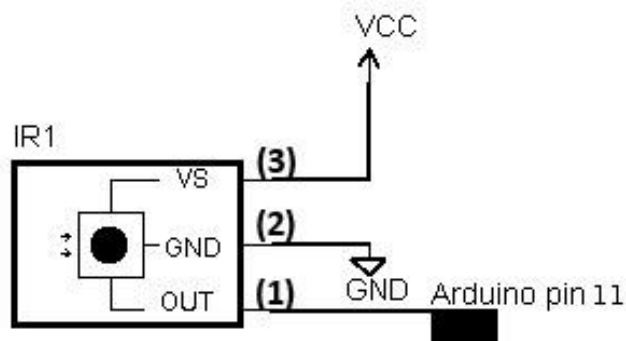 VCC
IR1
VS (3)
GND (2)
OUT (1)
GND
Arduino pin 11